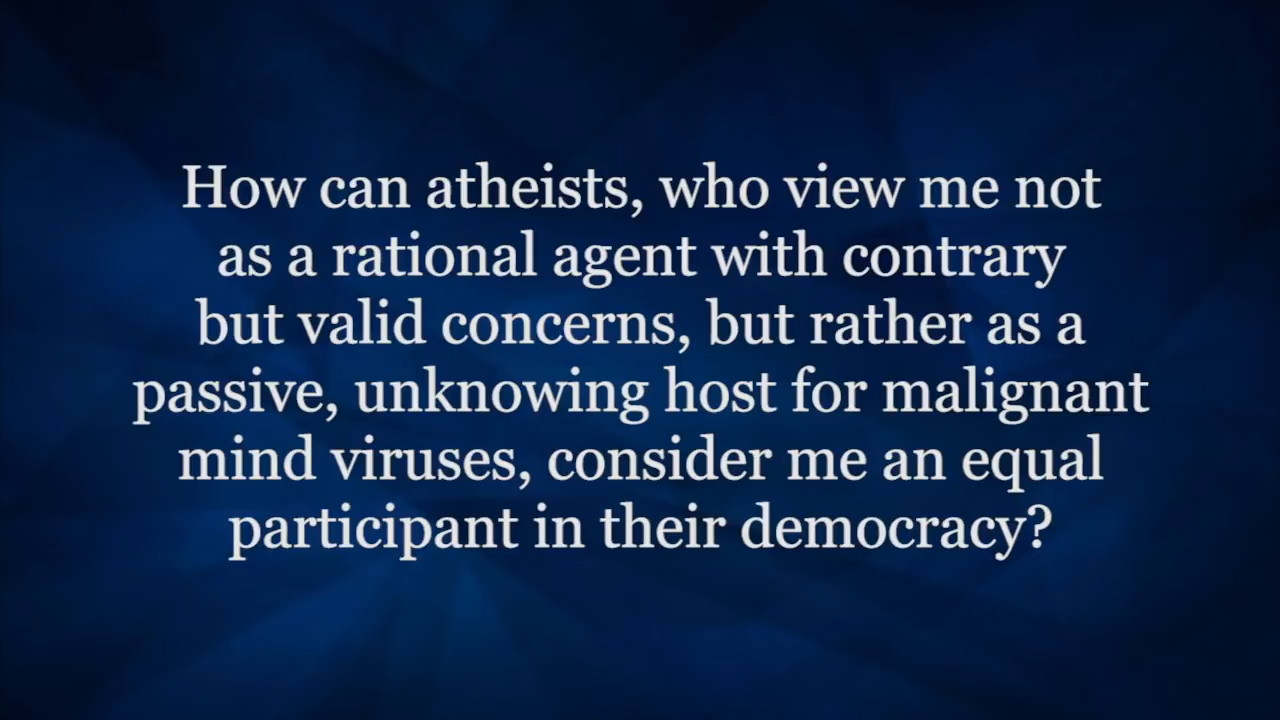 How can atheists, who view me not
as a rational agent with contrary
but valid concerns, but rather as a
passive, unknowing host for malignant
mind viruses, consider me an equal
participant in their democracy?